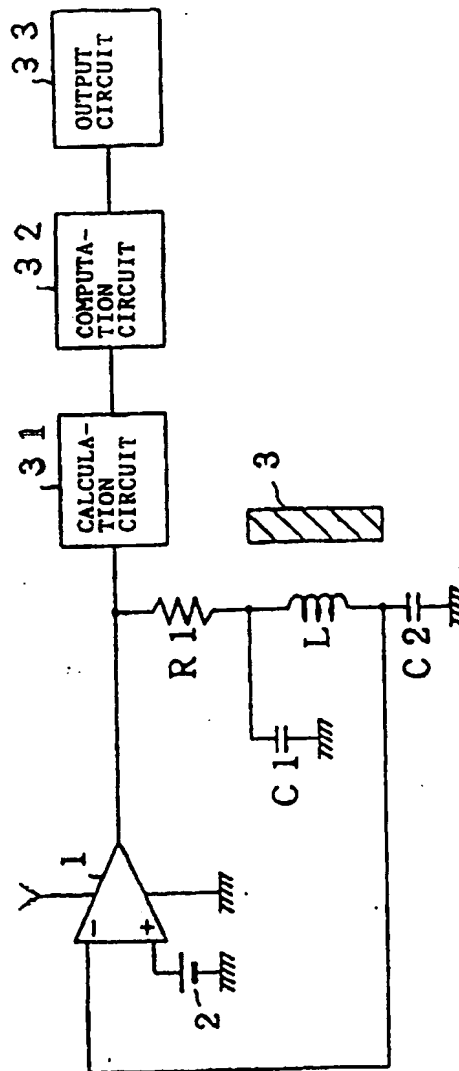 31
CALCULA-
TION
CIRCUIT
32
COMPUTA-
TION
CIRCUIT
33
OUTPUT
CIRCUIT
1
−
+
2
R1
C1
L
C2
3